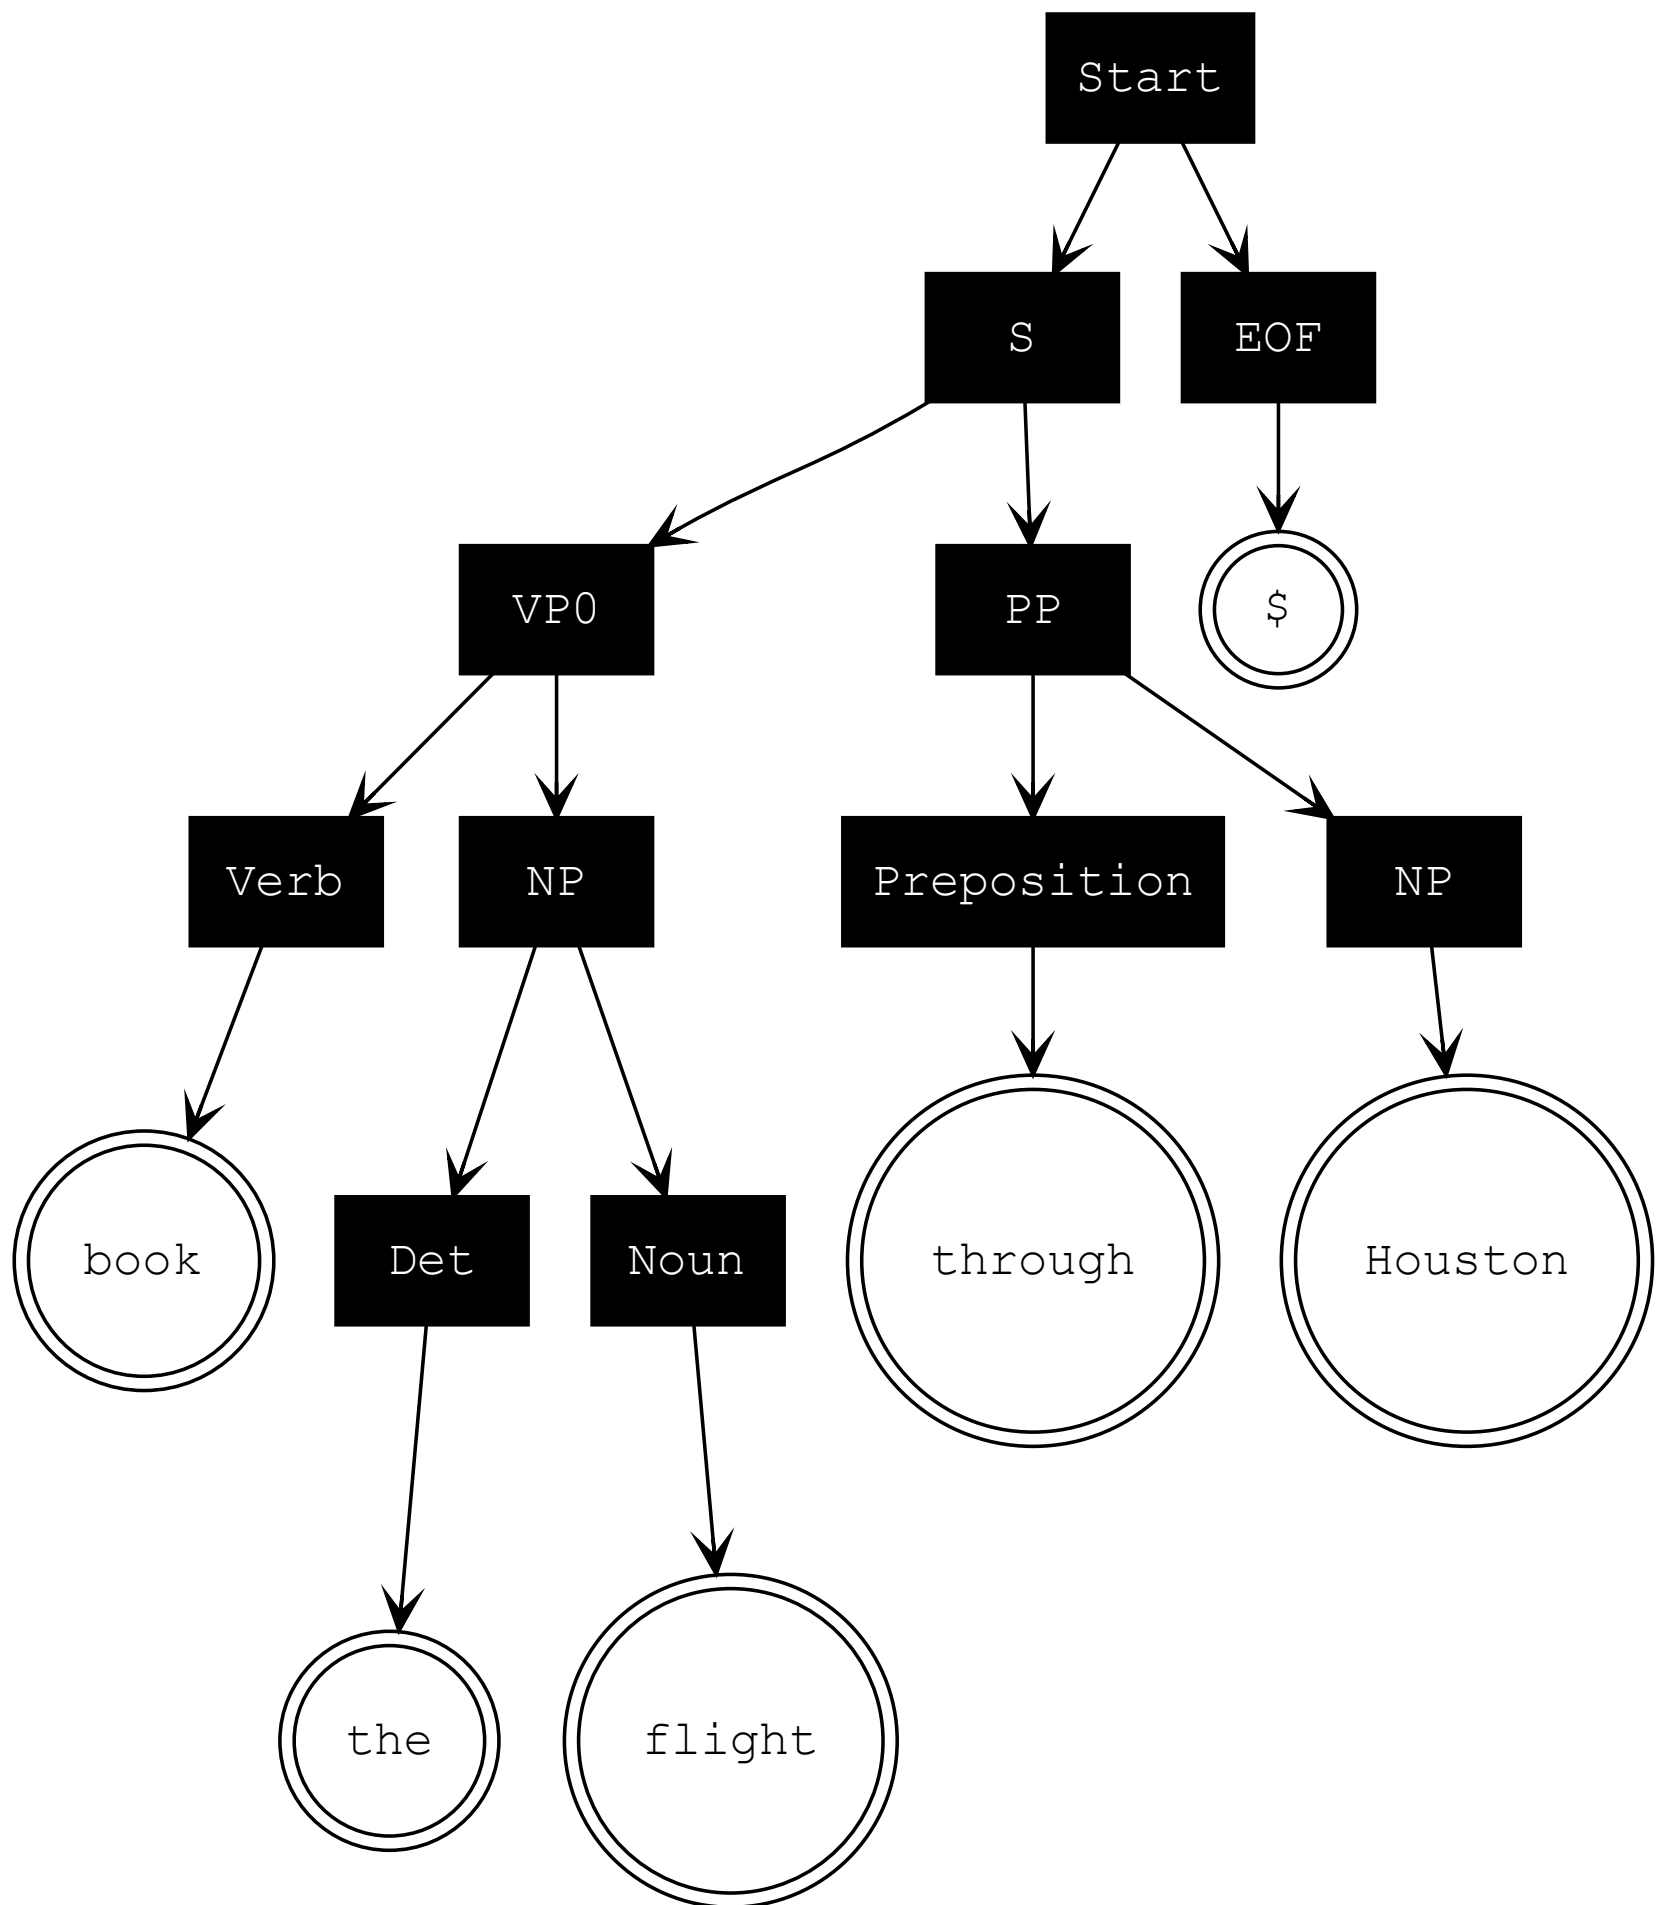 Start
S EOF
VP0 PP $
Verb NP Preposition NP
book Det Noun through Houston
the flight